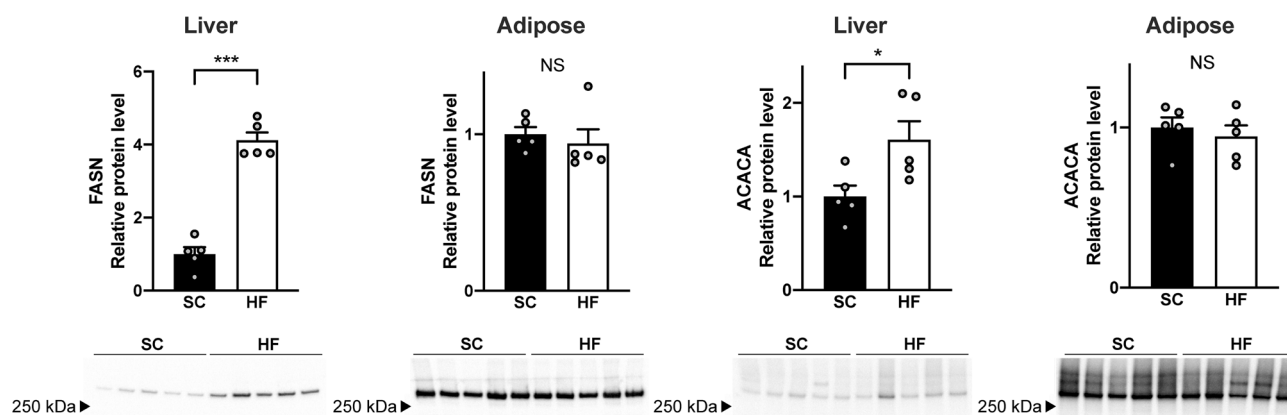 Liver
***
6
4
2
0
FASN
Relative protein level
SC HF
SC HF
250 kDa
Adipose
NS
1
0
FASN
Relative protein level
SC HF
SC HF
250 kDa
Liver
*
2
1
0
ACACA
Relative protein level
SC HF
SC HF
250 kDa
Adipose
NS
1
0
ACACA
Relative protein level
SC HF
SC HF
250 kDa